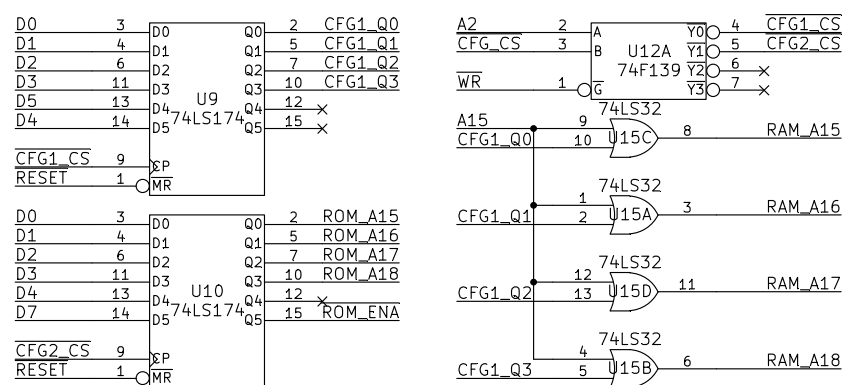 D0 3 D0 Q0 2 CFG1_Q0
D1 4 D1 Q1 5 CFG1_Q1
D2 6 D2 Q2 7 CFG1_Q2
D3 11 D3 Q3 10 CFG1_Q3
D5 13 D4 Q4 12
D4 14 D5 Q5 15
U9
74LS174
CFG1_CS 9 CP
RESET 1 MR
D0 3 D0 Q0 2 ROM_A15
D1 4 D1 Q1 5 ROM_A16
D2 6 D2 Q2 7 ROM_A17
D3 11 D3 Q3 10 ROM_A18
D4 13 D4 Q4 12
D7 14 D5 Q5 15 ROM_ENA
U10
74LS174
CFG2_CS 9 CP
RESET 1 MR
A2 2 A Y0 4 CFG1_CS
CFG_CS 3 B Y1 5 CFG2_CS
U12A
74F139
Y2 6
WR 1 G Y3 7
74LS32
A15 9
CFG1_Q0 10 U15C 8 RAM_A15
74LS32
1
CFG1_Q1 2 U15A 3 RAM_A16
74LS32
12
CFG1_Q2 13 U15D 11 RAM_A17
74LS32
4
CFG1_Q3 5 U15B 6 RAM_A18